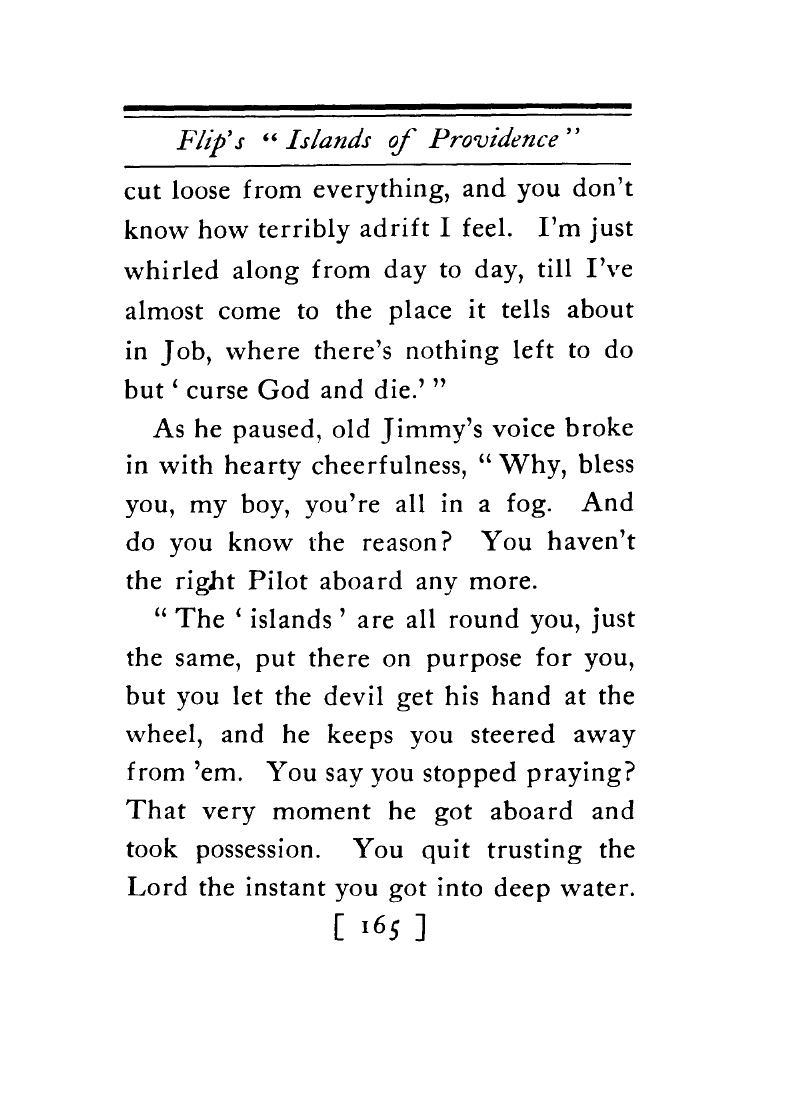 Flip's “ Islands of Providence ”
cut loose from everything, and you don't
know how terribly adrift I feel. I'm just
whirled along from day to day, till I've
almost come to the place it tells about
in Job, where there's nothing left to do
but ‘ curse God and die.’ ”
As he paused, old Jimmy's voice broke
in with hearty cheerfulness, “ Why, bless
you, my boy, you're all in a fog. And
do you know the reason? You haven't
the right Pilot aboard any more.
“ The ‘ islands ’ are all round you, just
the same, put there on purpose for you,
but you let the devil get his hand at the
wheel, and he keeps you steered away
from ’em. You say you stopped praying?
That very moment he got aboard and
took possession. You quit trusting the
Lord the instant you got into deep water.
[ 165 ]